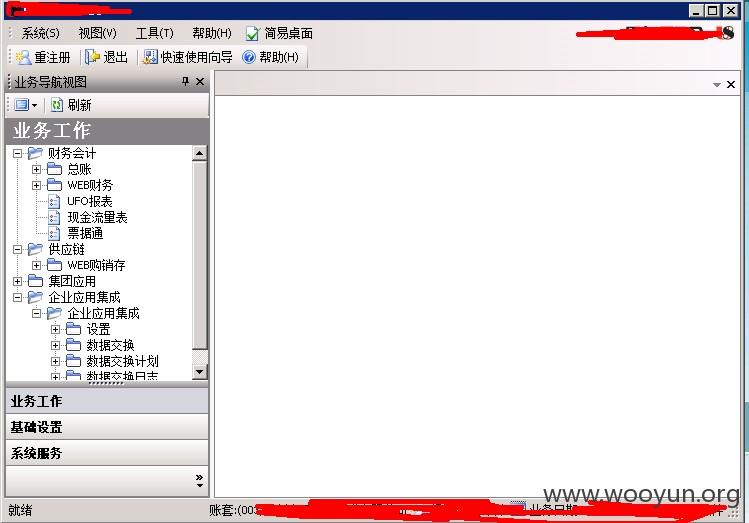 系统(S) 视图(V) 工具(T) 帮助(H) 简易桌面
重注册 退出 快速使用向导 帮助(H)
业务导航视图
刷新
业务工作
财务会计
总账
WEB财务
UFO报表
现金流量表
票据通
供应链
WEB购销存
集团应用
企业应用集成
企业应用集成
设置
数据交换
数据交换计划
数据交换日志
业务工作
基础设置
系统服务
www.wooyun.org
就绪 账套:(003 业务日期